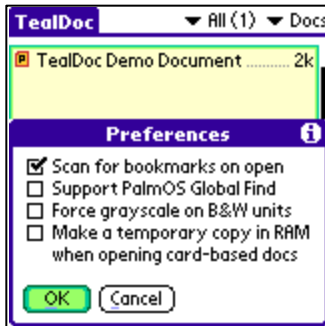 TealDoc ▼ All (1) ▼ Docs
P TealDoc Demo Document .......... 2k
Preferences i
Scan for bookmarks on open
Support PalmOS Global Find
Force grayscale on B&W units
Make a temporary copy in RAM
when opening card-based docs
OK Cancel